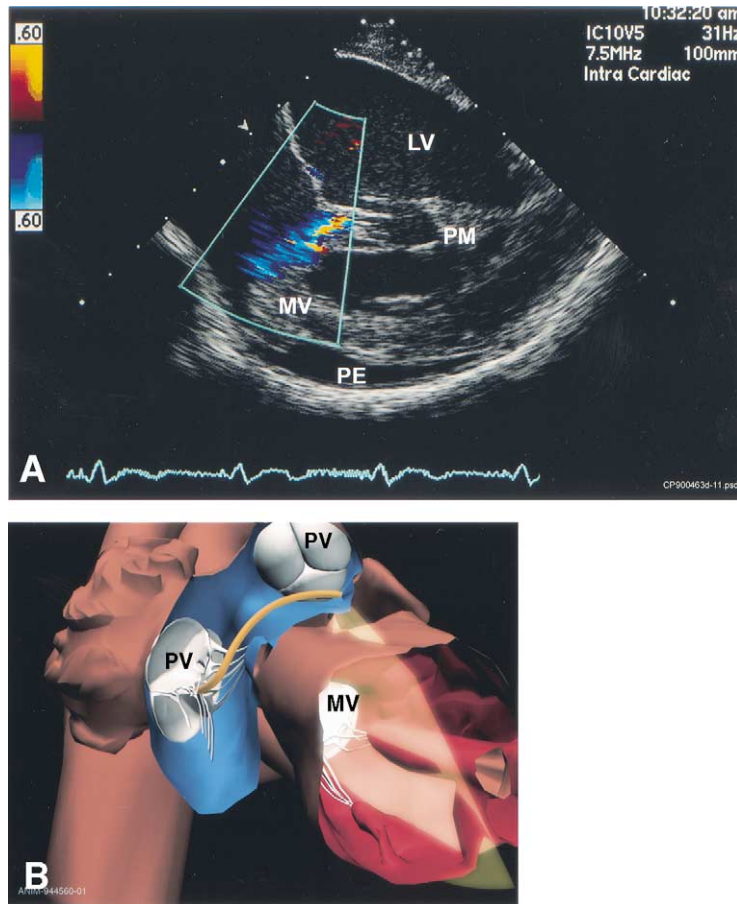 10:32:20 am
.60
IC10V5 31Hz
7.5MHz 100mm
Intra Cardiac
LV
.60
PM
MV
PE
A
CP900463d-11.psd
PV
PV
MV
B
ANIM-944560-01